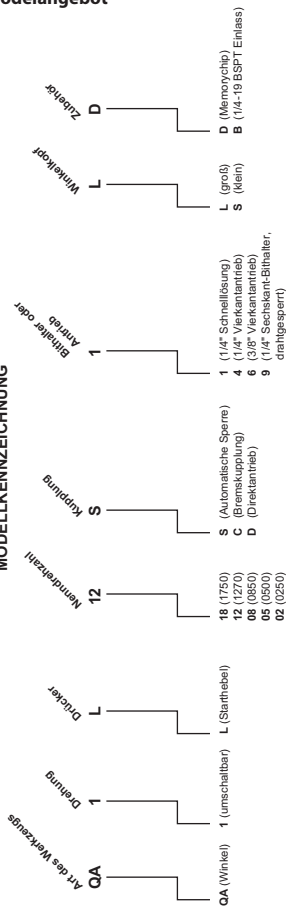 Modelangebot
MODELLKENNZEICHNUNG
Art des Werkzeugs
QA
QA (Winkel)
Drehung
1
1 (umschaltbar)
Drücker
L
L (Starthebel)
Nenndrehzahl
12
18 (1750)
12 (1270)
08 (0850)
05 (0500)
02 (0250)
Kupplung
S
S (Automatische Sperre)
C (Bremskupplung)
D (Direktantrieb)
Bithalter oder
Antrieb
1
1 (1/4" Schnelllösung)
4 (1/4" Vierkantantrieb)
6 (3/8" Vierkantantrieb)
9 (1/4" Sechskant-Bithalter,
drahtgesperrt)
Winkelkopf
L
L (groß)
S (klein)
Zubehör
D
D (Memorychip)
B (1/4-19 BSPT Einlass)